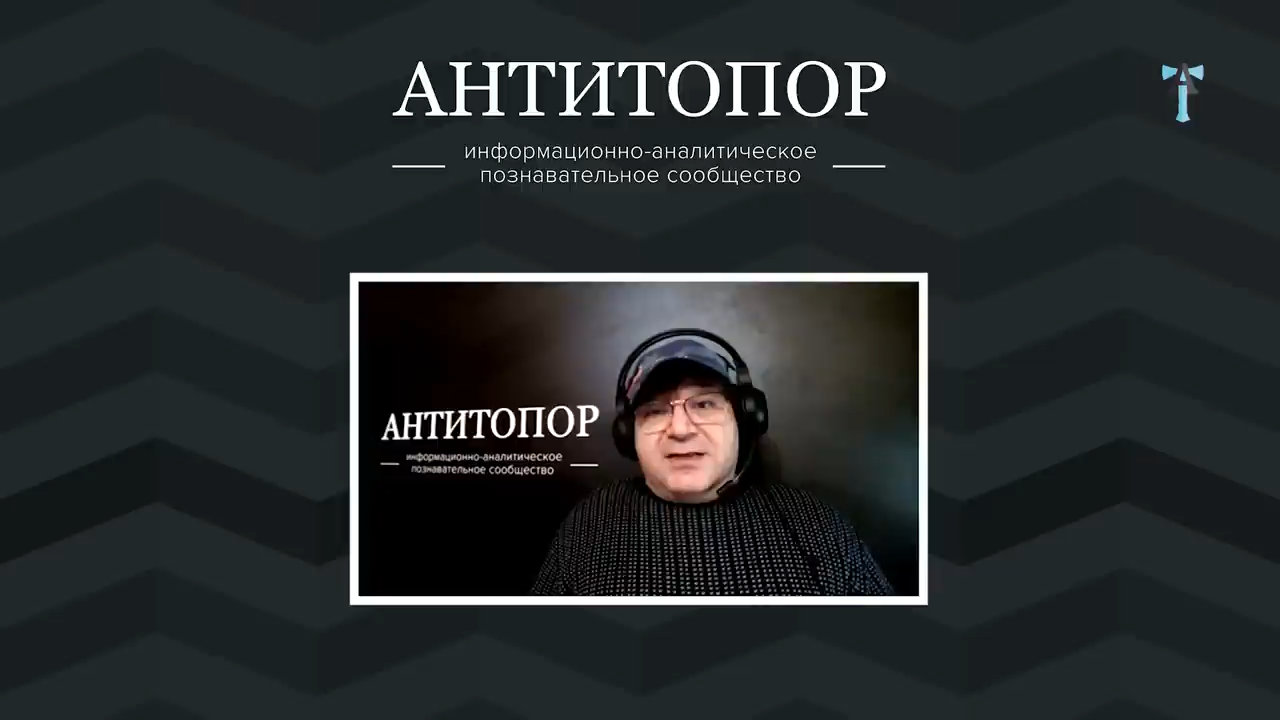 АНТИТОПОР
информационно-аналитическое
познавательное сообщество
АНТИТОПОР
информационно-аналитическое
познавательное сообщество